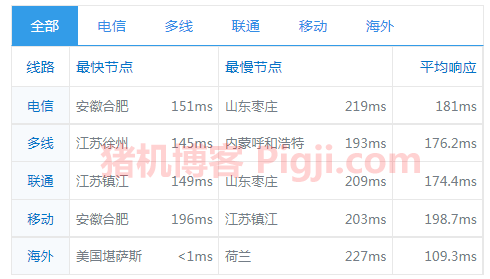 全部 电信 多线 联通 移动 海外
线路 最快节点 最慢节点 平均响应
电信 安徽合肥 151ms 山东枣庄 219ms 181ms
多线 江苏徐州 145ms 内蒙呼和浩特 193ms 176.2ms
猪机博客 Pigji.com
联通 江苏镇江 149ms 山东枣庄 209ms 174.4ms
移动 安徽合肥 196ms 江苏镇江 203ms 198.7ms
海外 美国堪萨斯 <1ms 荷兰 227ms 109.3ms